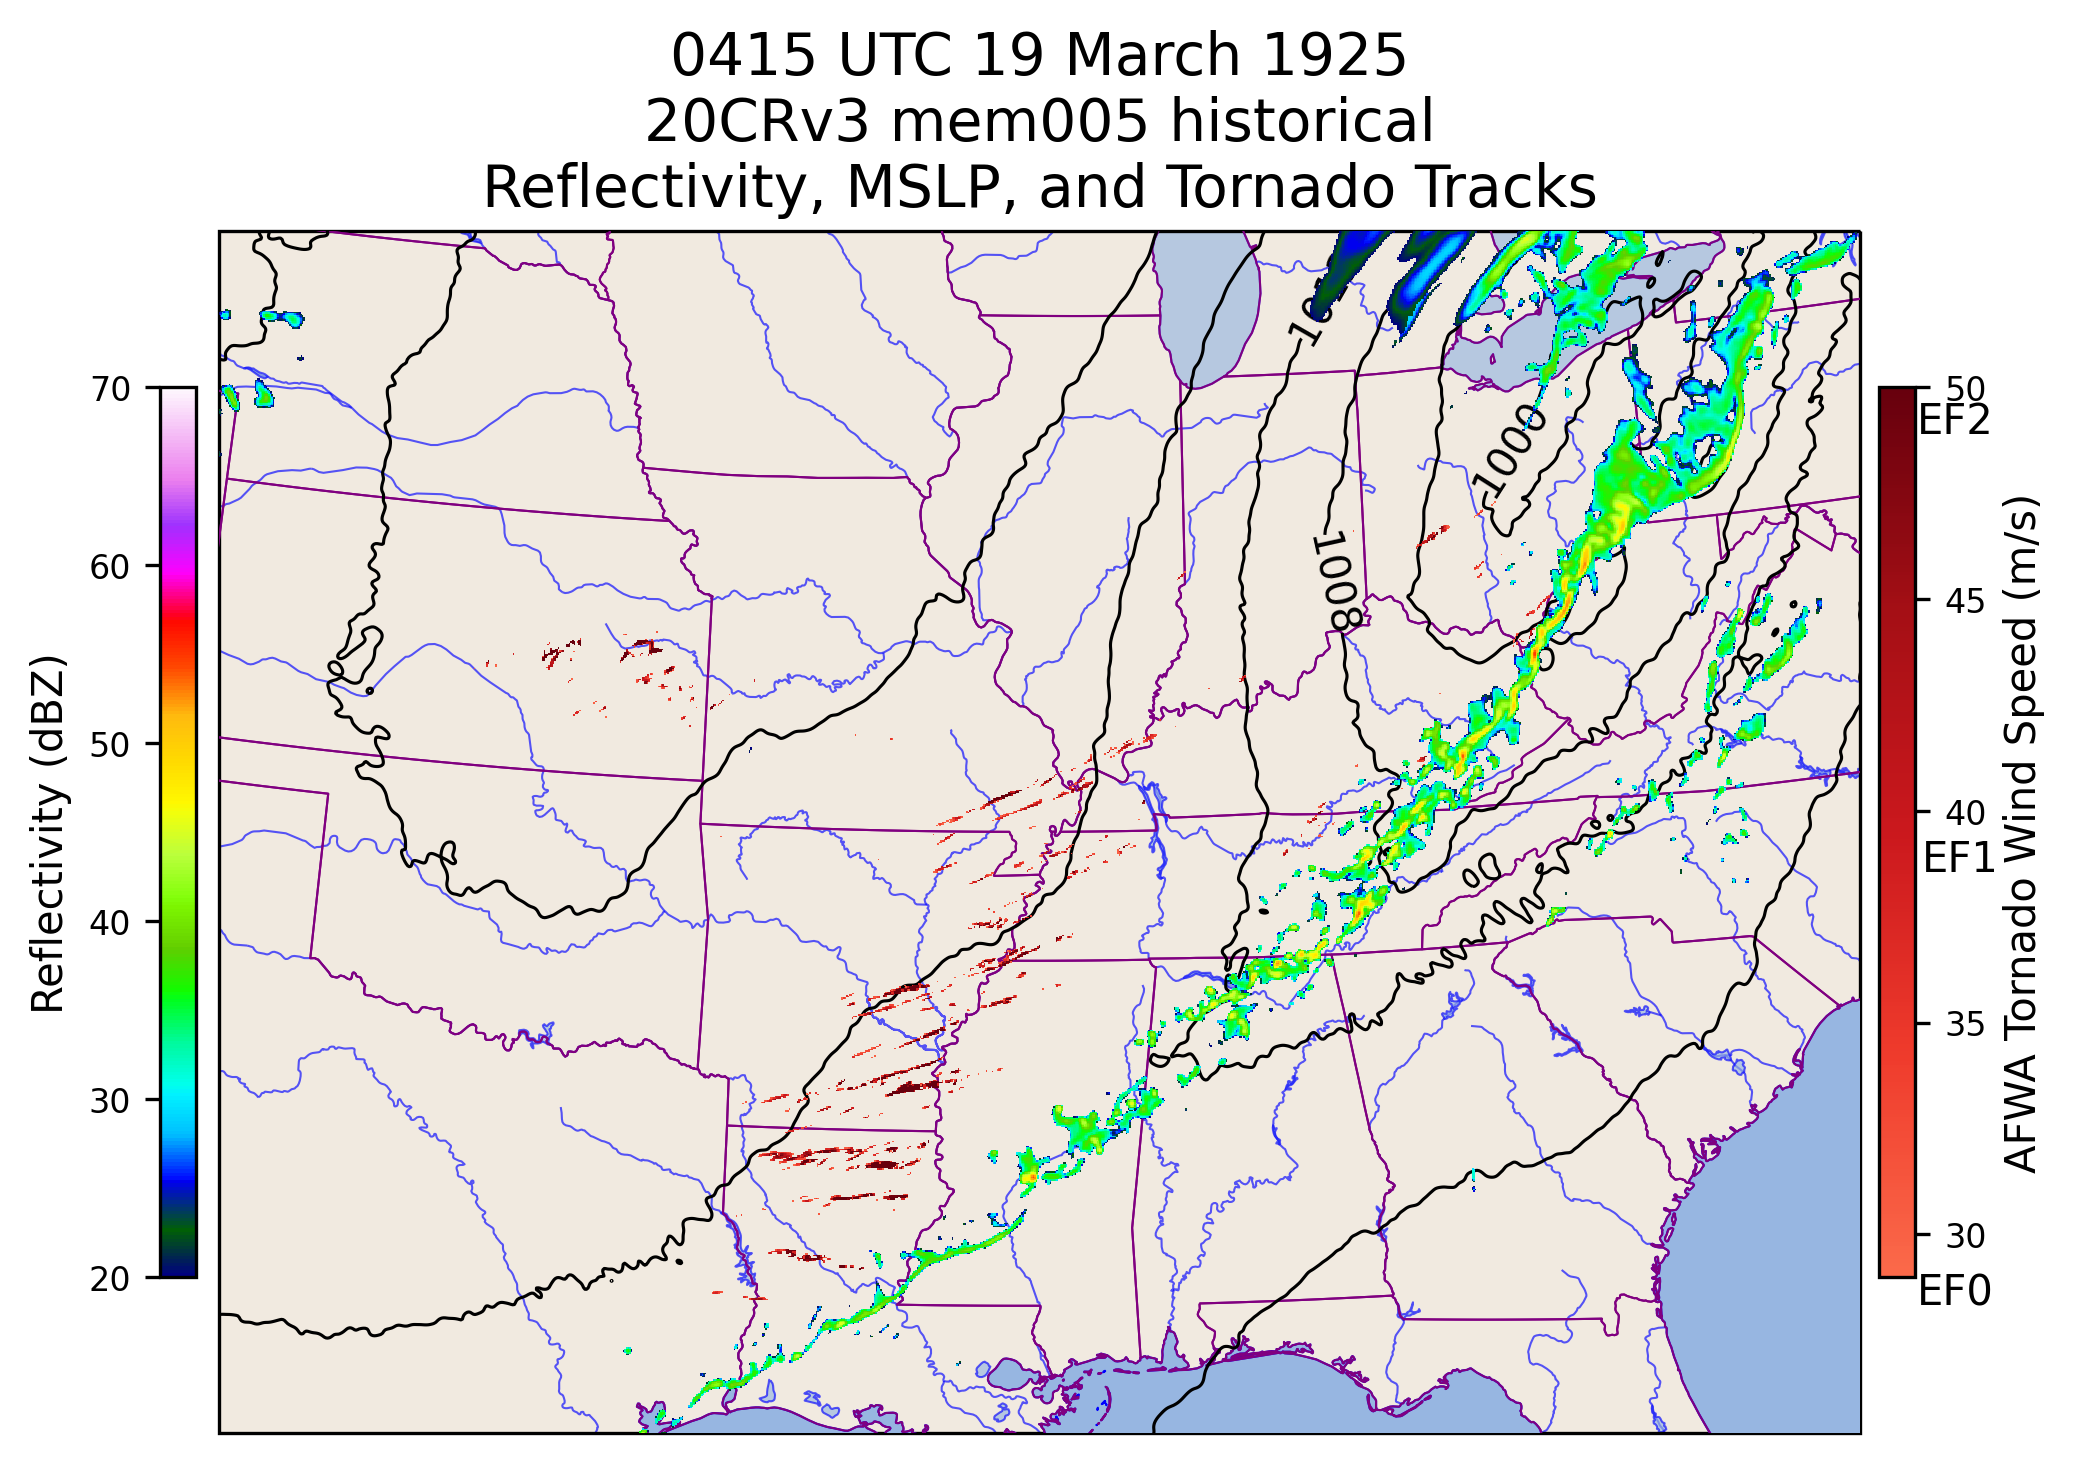 0415 UTC 19 March 1925
20CRv3 mem005 historical
Reflectivity, MSLP, and Tornado Tracks
70
60
50
40
30
20
Reflectivity (dBZ)
1000
1008
50
EF2
45
40
EF1
35
30
EF0
AFWA Tornado Wind Speed (m/s)